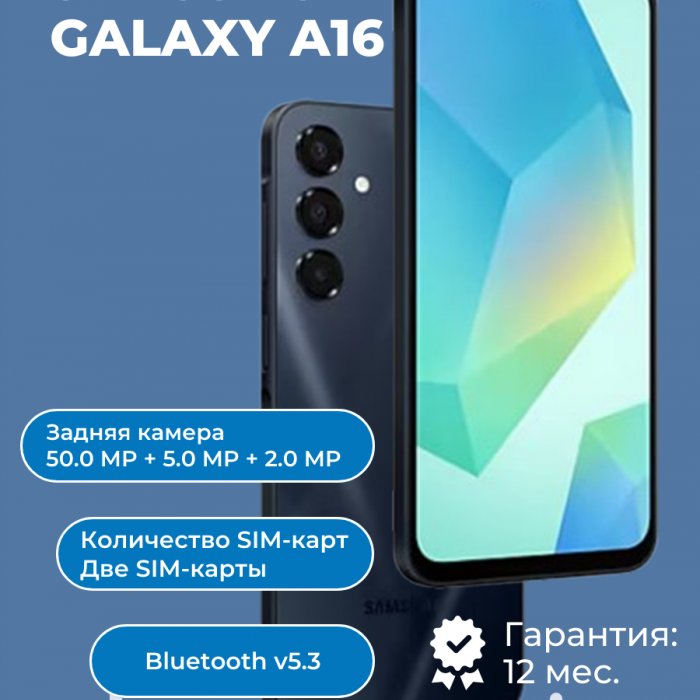 GALAXY A16
Задняя камера
50.0 MP + 5.0 MP + 2.0 MP
Количество SIM-карт
Две SIM-карты
SAMSUNG
Bluetooth v5.3
Гарантия:
12 мес.